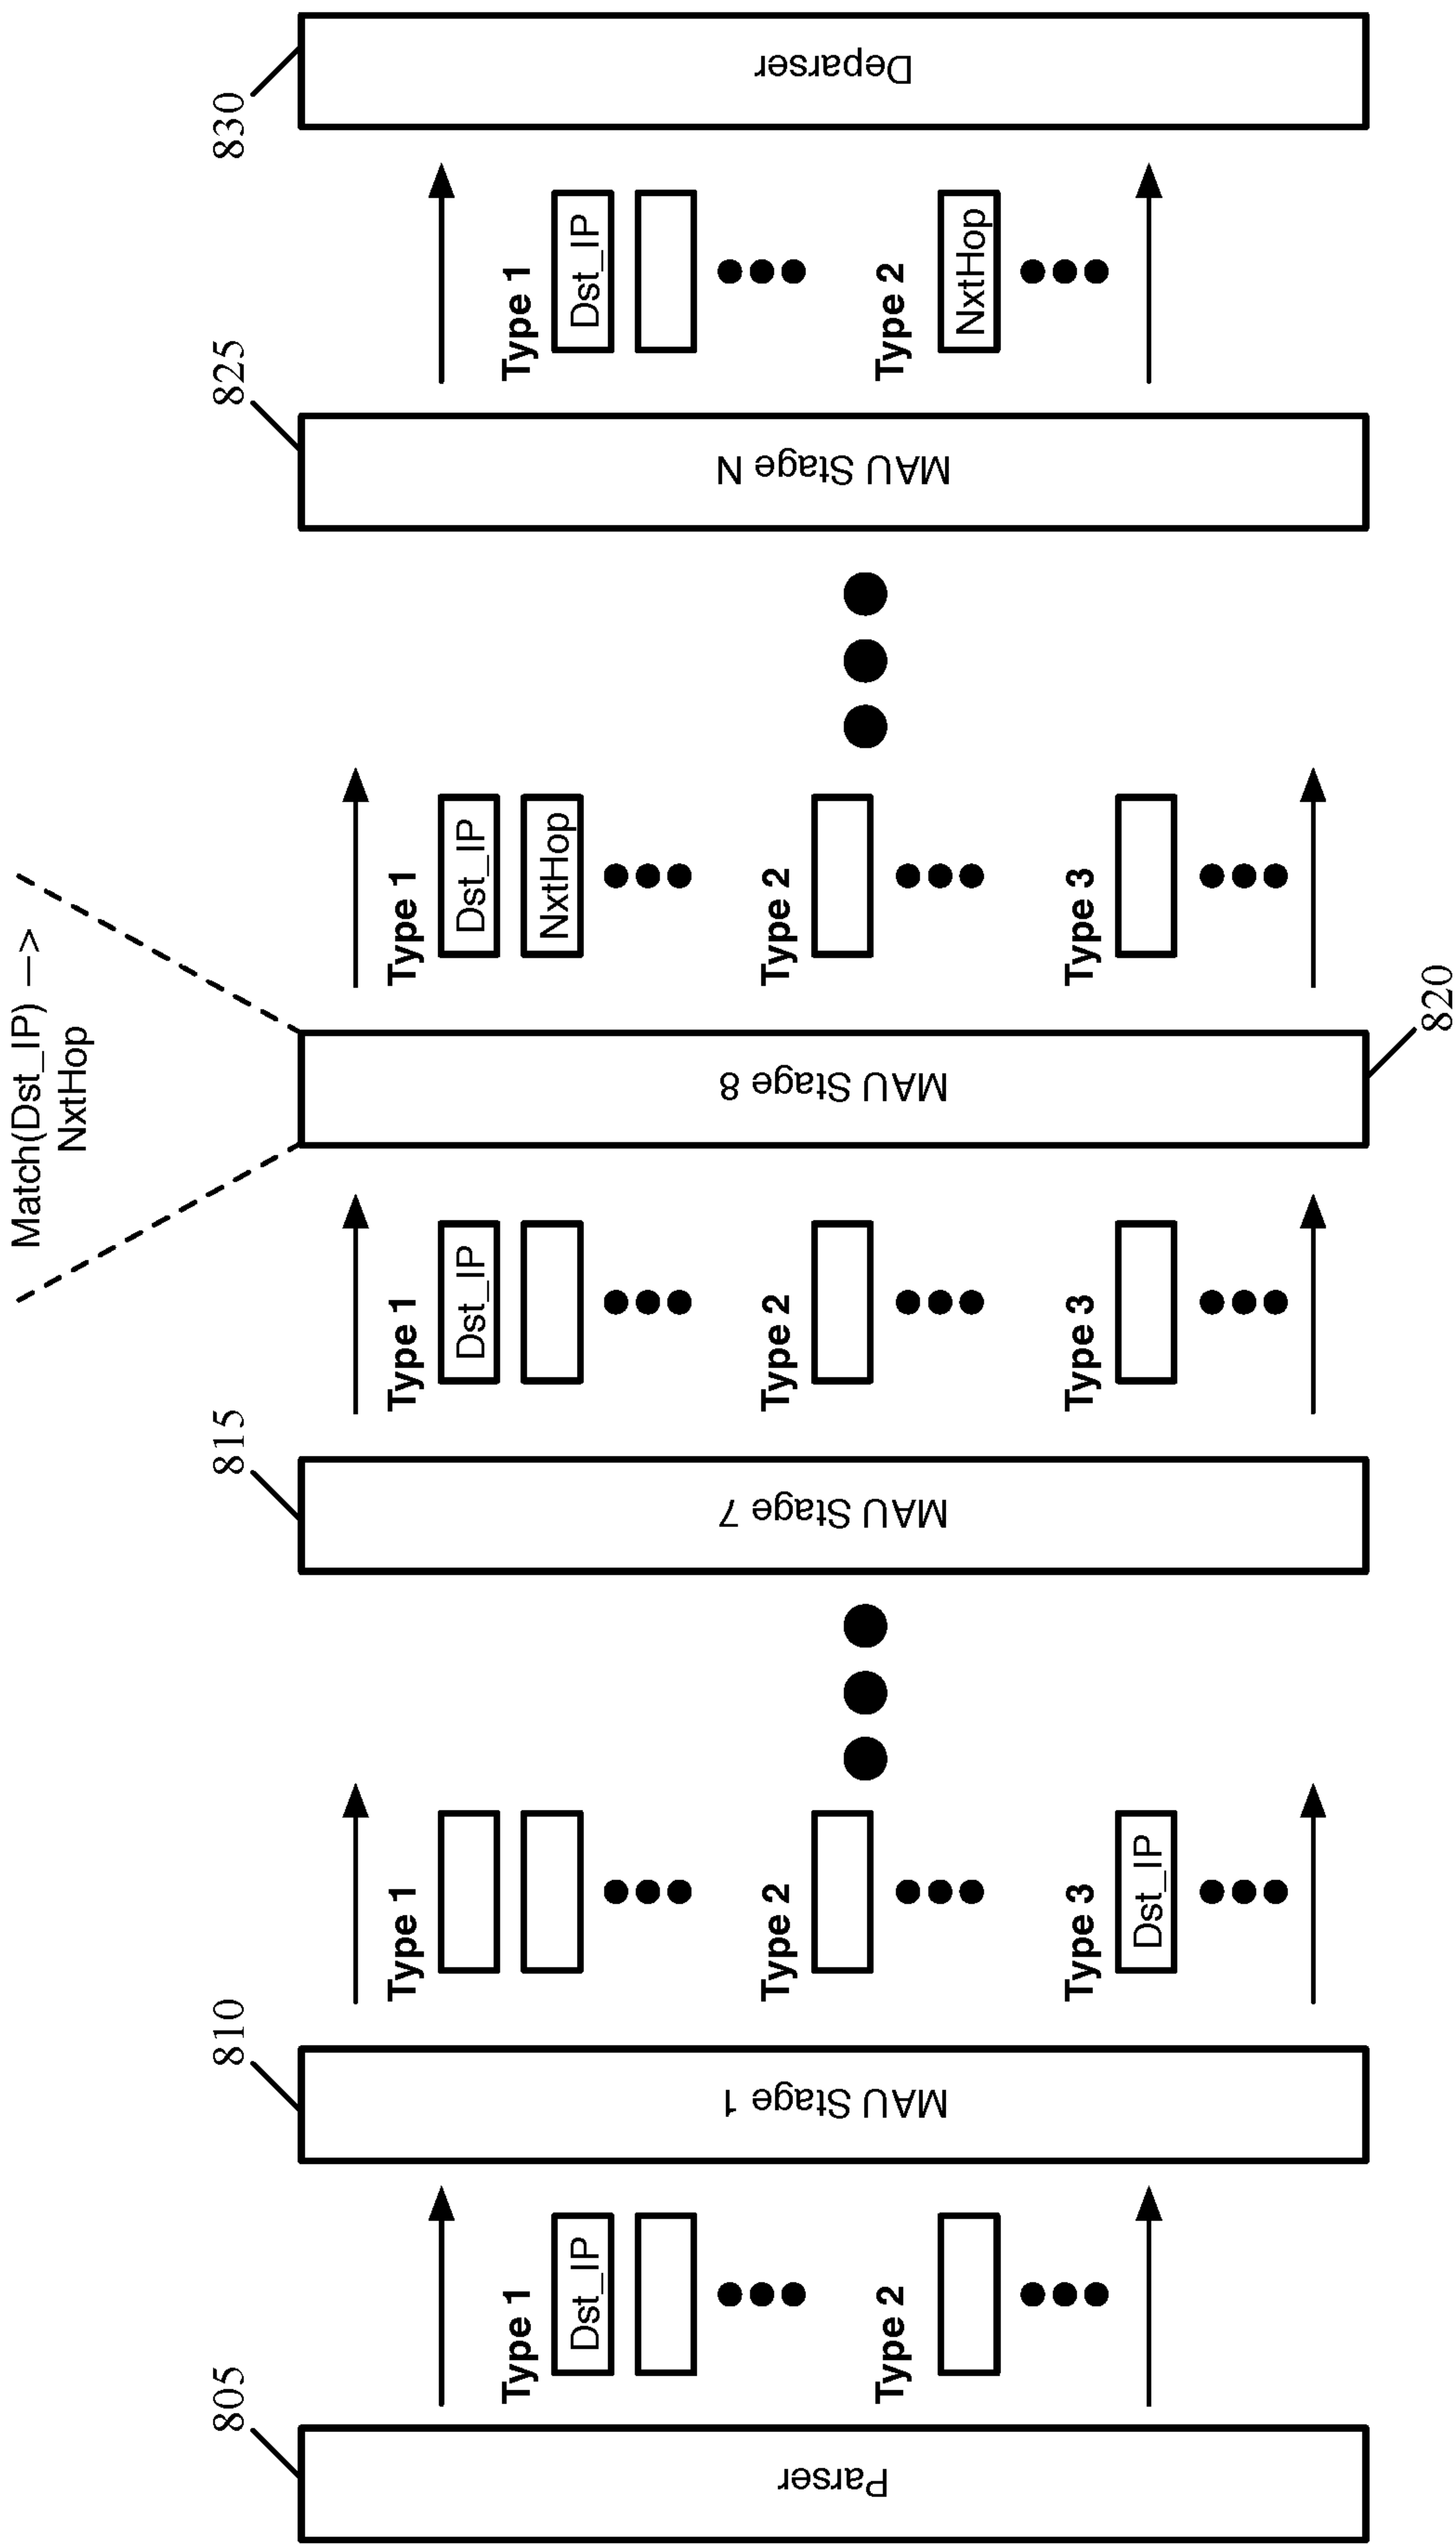 Match(Dst_IP) —>
NxtHop
805
810
815
825
830
Parser
Type 1
Dst_IP
Type 2
MAU Stage 1
Type 1
Type 2
Type 3
Dst_IP
MAU Stage 7
Type 1
Dst_IP
Type 2
Type 3
MAU Stage 8
820
Type 1
Dst_IP
NxtHop
Type 2
Type 3
MAU Stage N
Type 1
Dst_IP
Type 2
NxtHop
Deparser